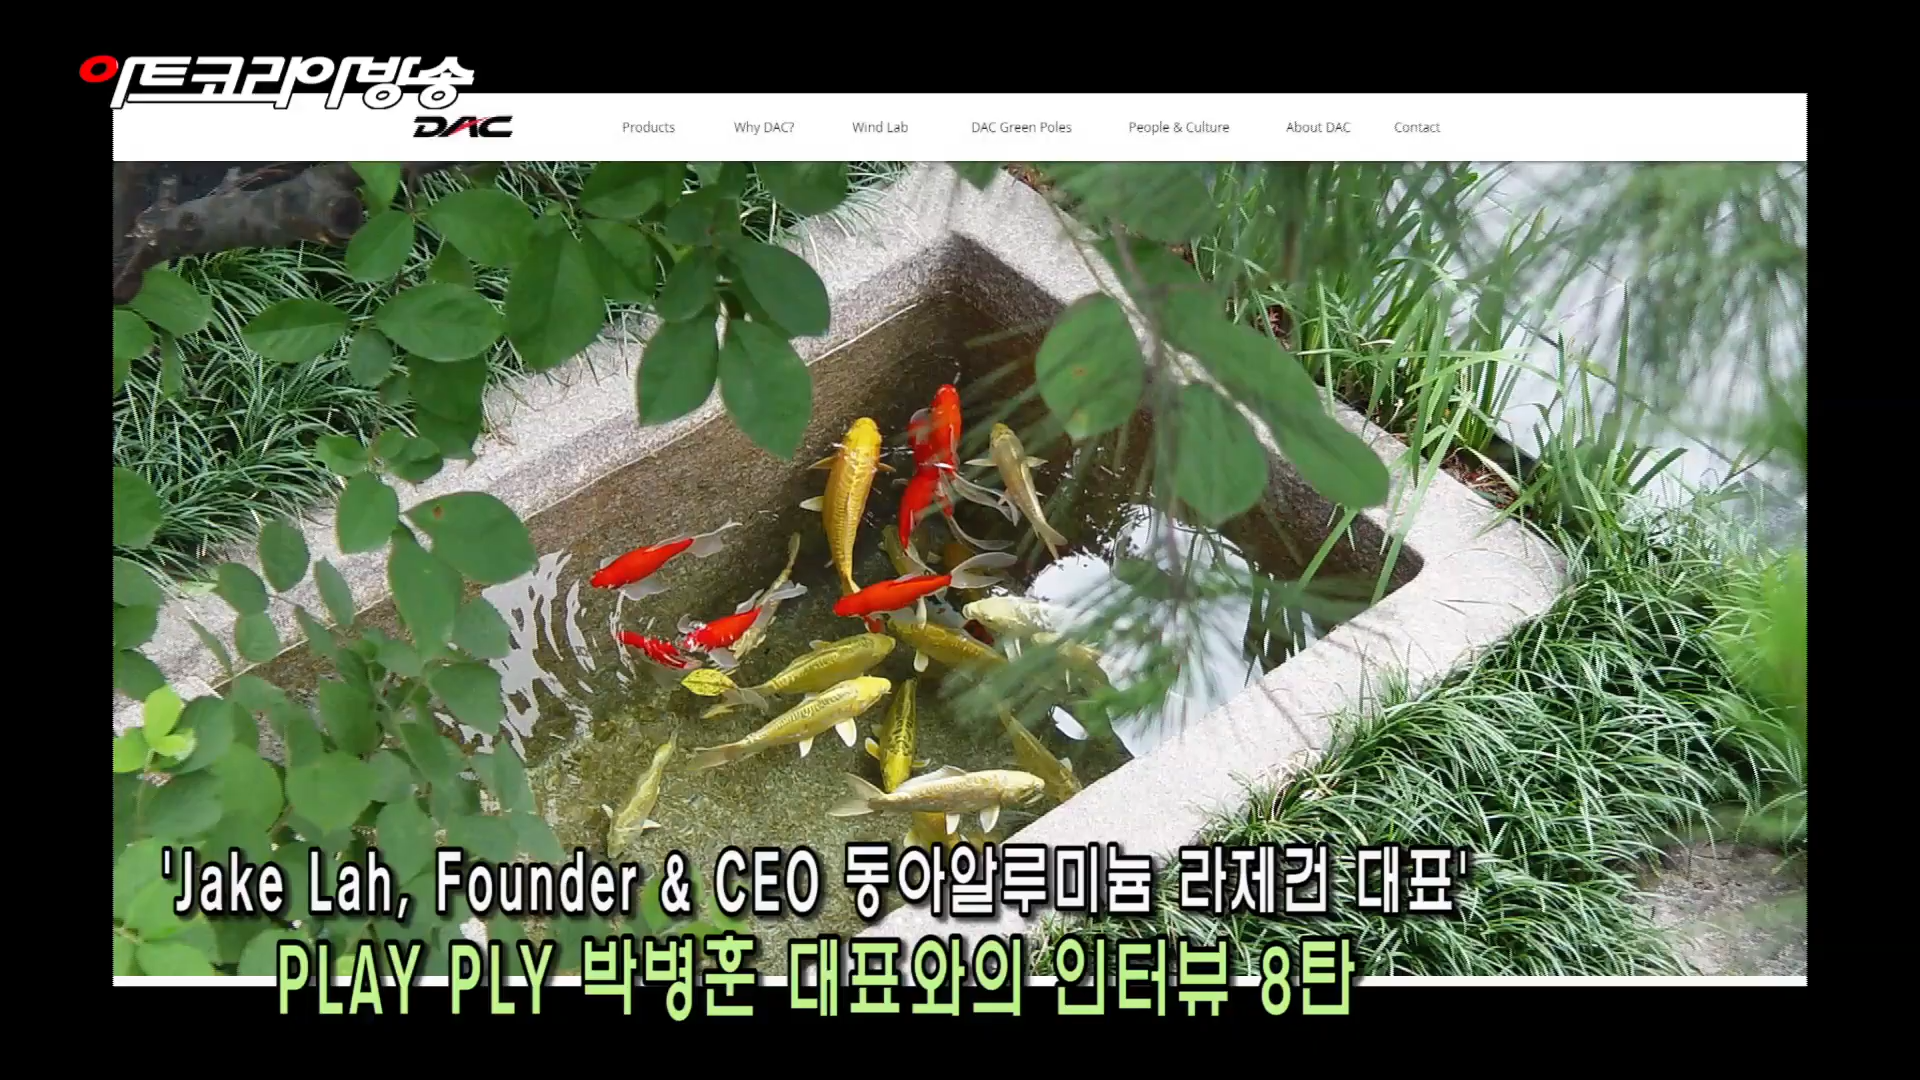 아트코리아방송
DAC
Products Why DAC? Wind Lab DAC Green Poles People & Culture About DAC Contact
'Jake Lah, Founder & CEO 동아알루미늄 라제건 대표'
PLAY PLY 박병훈 대표와의 인터뷰 8탄